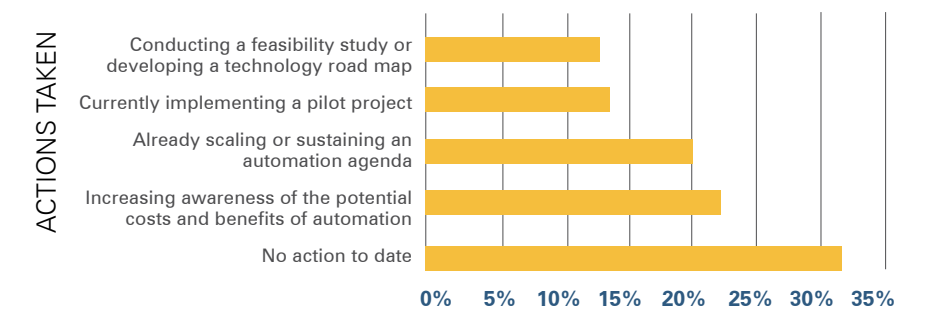 ACTIONS TAKEN
Conducting a feasibility study or
developing a technology road map
Currently implementing a pilot project
Already scaling or sustaining an
automation agenda
Increasing awareness of the potential
costs and benefits of automation
No action to date
0% 5% 10% 15% 20% 25% 30% 35%